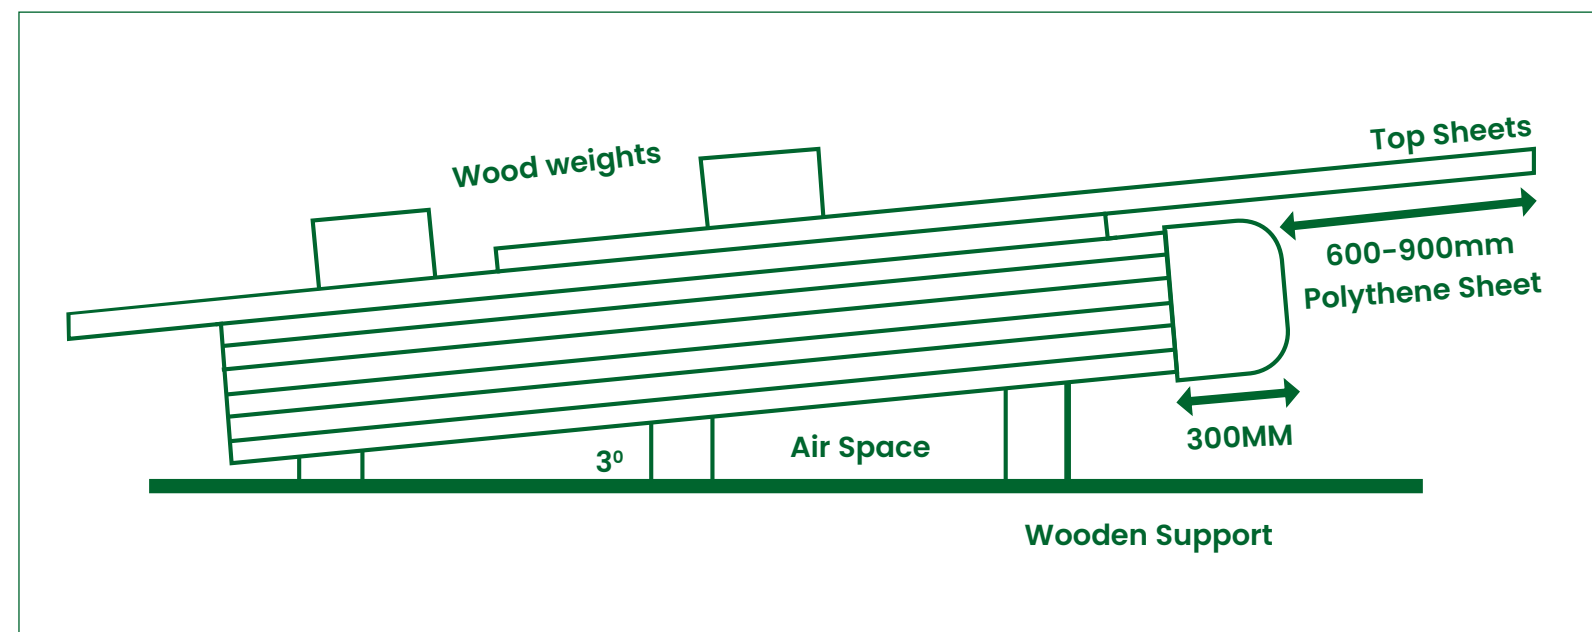 Top Sheets
Wood weights
600-900mm
Polythene Sheet
300MM
Air Space
3⁰
Wooden Support